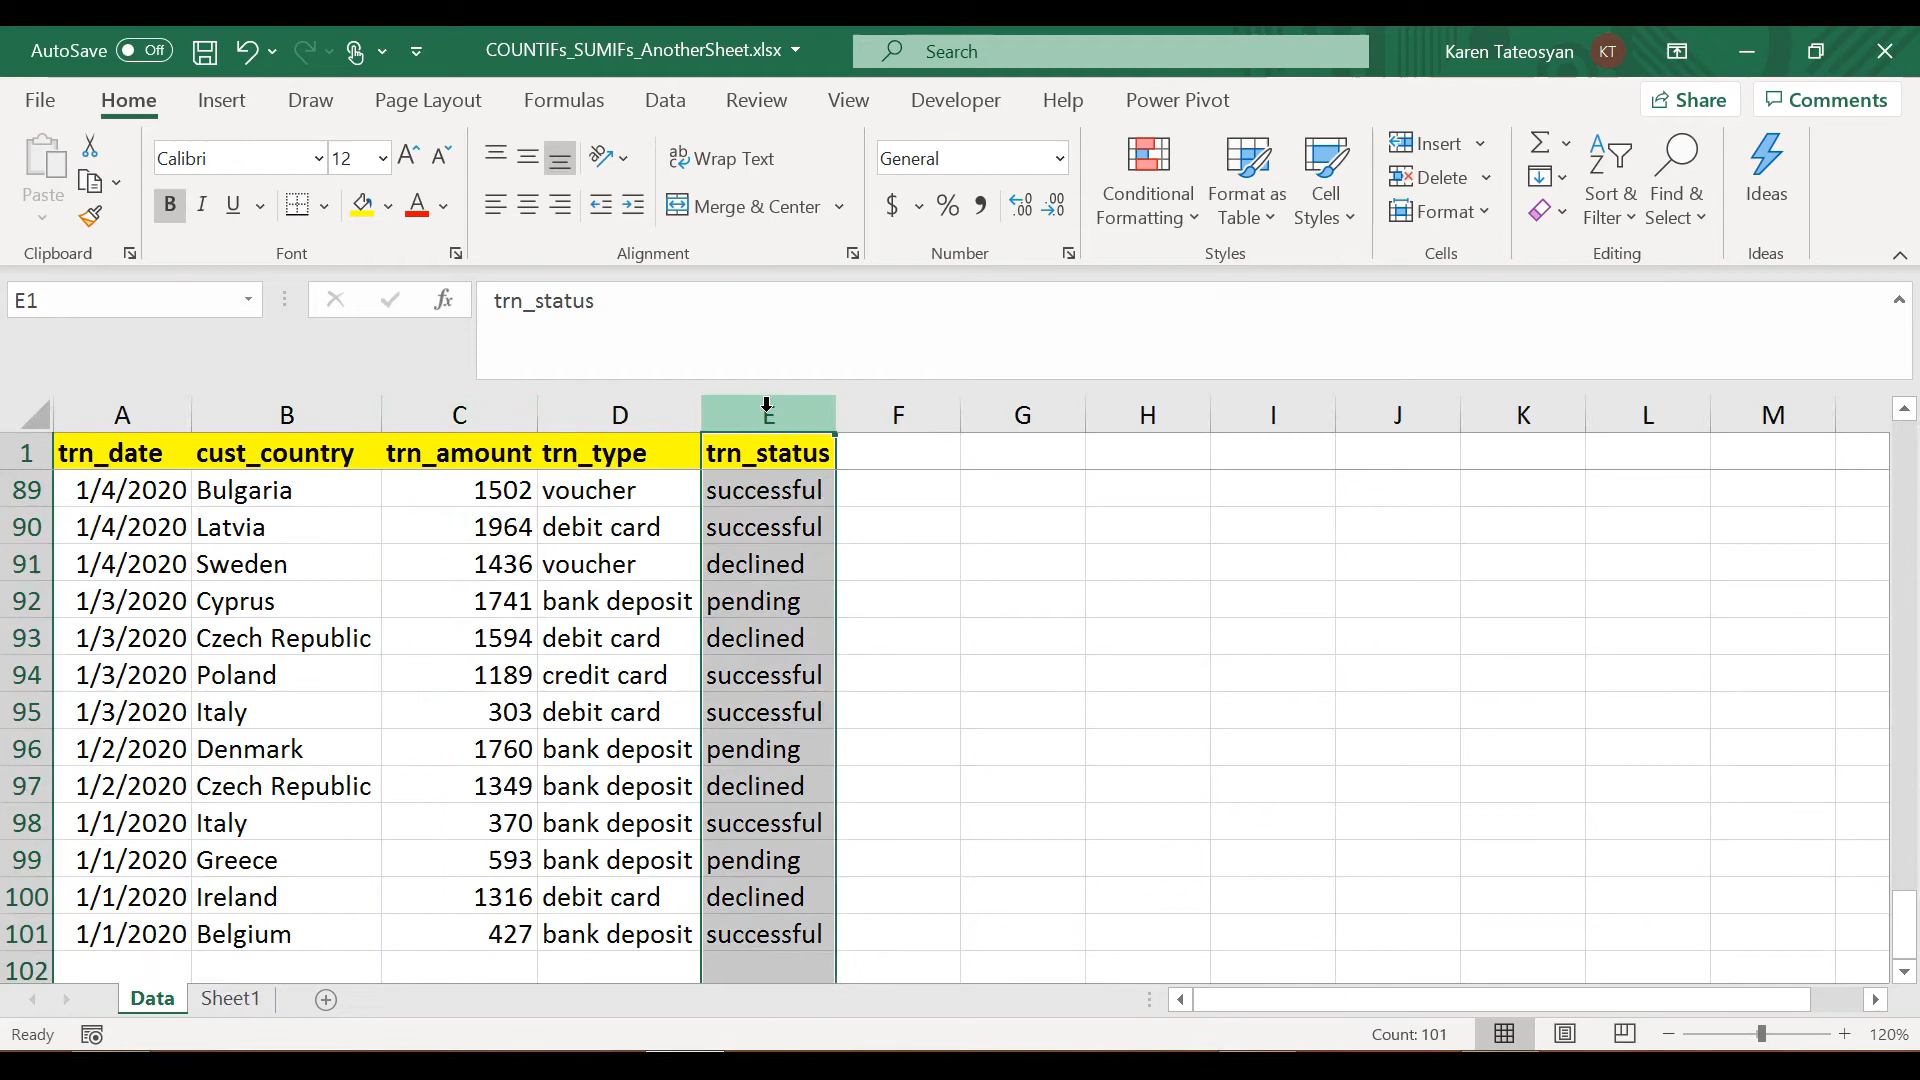 AutoSave Off COUNTIFs_SUMIFs_AnotherSheet.xlsx Search Karen Tateosyan KT
File Home Insert Draw Page Layout Formulas Data Review View Developer Help Power Pivot Share Comments
Paste Calibri 12 A A Wrap Text General Conditional Formatting Format as Table Cell Styles Insert Delete Format Sort & Filter Find & Select Ideas
B I U A Merge & Center $ % , .00
Clipboard Font Alignment Number Styles Cells Editing Ideas
E1 fx trn_status
A B C D E F G H I J K L M
1 trn_date cust_country trn_amount trn_type trn_status
89 1/4/2020 Bulgaria 1502 voucher successful
90 1/4/2020 Latvia 1964 debit card successful
91 1/4/2020 Sweden 1436 voucher declined
92 1/3/2020 Cyprus 1741 bank deposit pending
93 1/3/2020 Czech Republic 1594 debit card declined
94 1/3/2020 Poland 1189 credit card successful
95 1/3/2020 Italy 303 debit card successful
96 1/2/2020 Denmark 1760 bank deposit pending
97 1/2/2020 Czech Republic 1349 bank deposit declined
98 1/1/2020 Italy 370 bank deposit successful
99 1/1/2020 Greece 593 bank deposit pending
100 1/1/2020 Ireland 1316 debit card declined
101 1/1/2020 Belgium 427 bank deposit successful
102
Data Sheet1
Ready Count: 101 120%